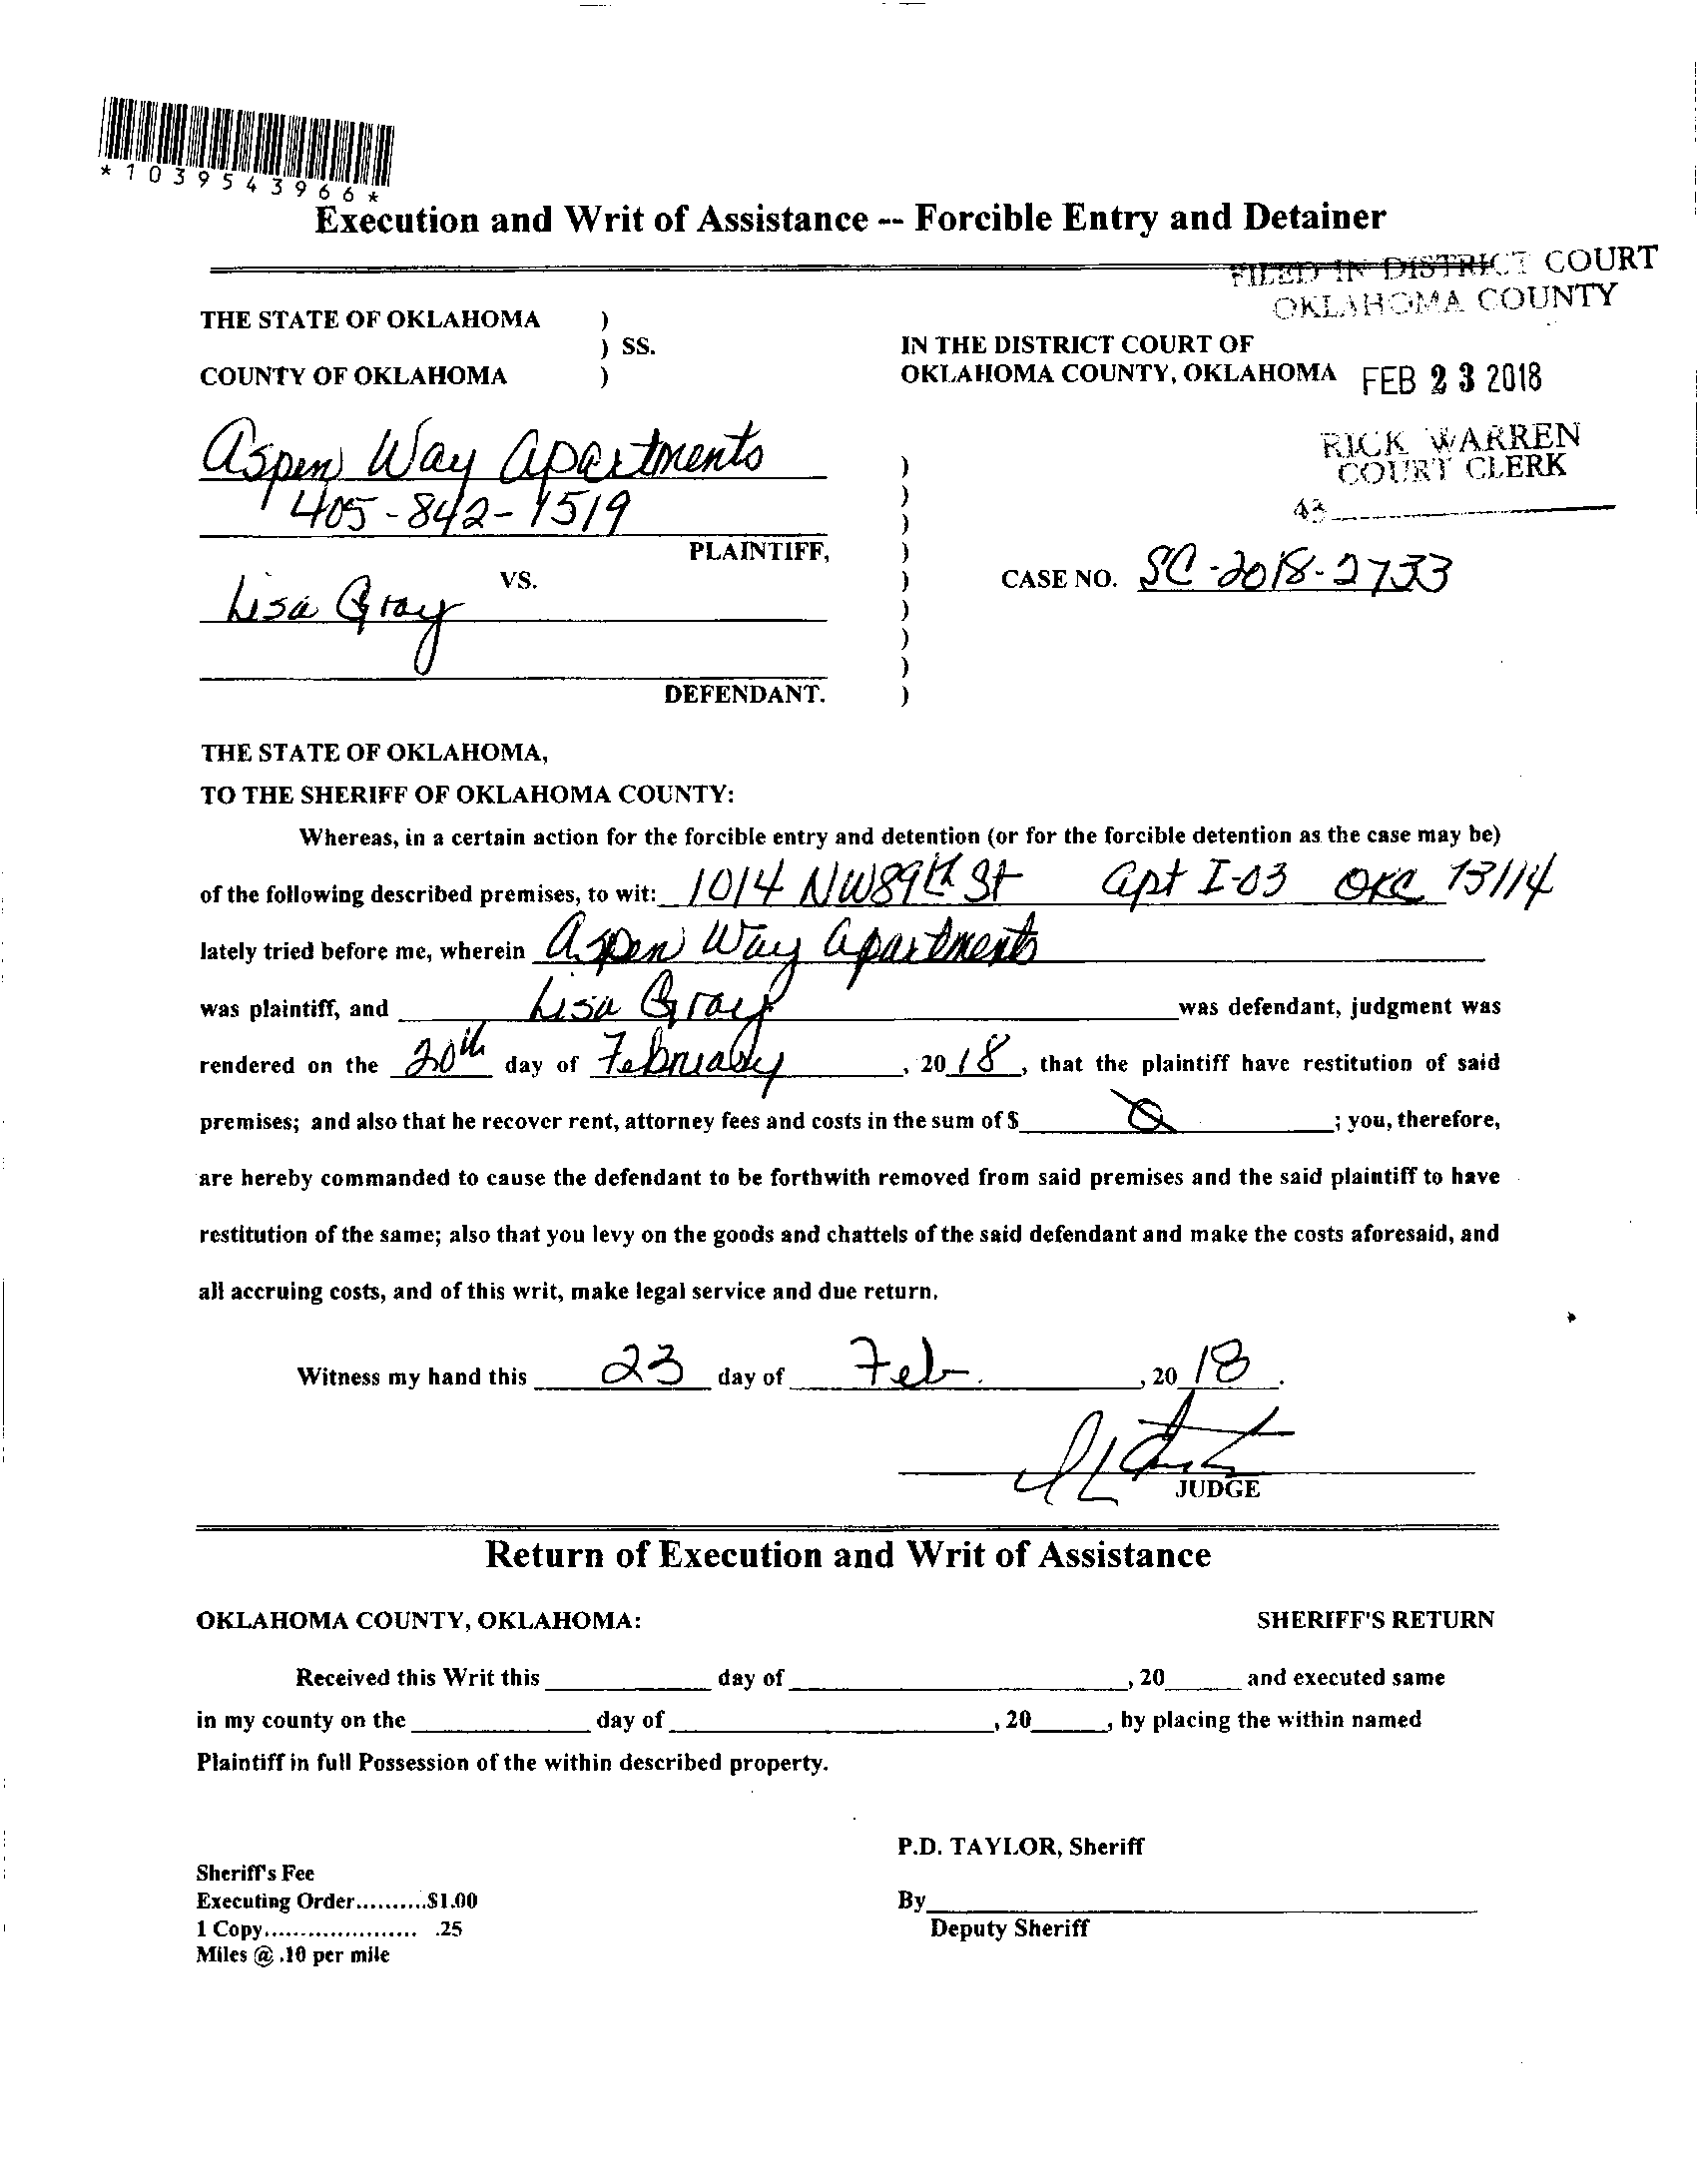 *1039543966*
Execution and Writ of Assistance -- Forcible Entry and Detainer
FILED IN DISTRICT COURT
OKLAHOMA COUNTY
THE STATE OF OKLAHOMA )
) SS.
COUNTY OF OKLAHOMA )
IN THE DISTRICT COURT OF
OKLAHOMA COUNTY, OKLAHOMA
FEB 23 2018
RICK WARREN
COURT CLERK
43
Aspen Way Apartments )
405-842-1519 )
)
PLAINTIFF, )
VS. ) CASE NO. SC-2018-2733
Lisa Gray )
)
)
DEFENDANT. )
THE STATE OF OKLAHOMA,
TO THE SHERIFF OF OKLAHOMA COUNTY:
Whereas, in a certain action for the forcible entry and detention (or for the forcible detention as the case may be)
of the following described premises, to wit: 1014 NW89th St Apt I-03 OKC 73114
lately tried before me, wherein Aspen Way Apartments
was plaintiff, and Lisa Gray was defendant, judgment was
rendered on the 20th day of February, 2018, that the plaintiff have restitution of said
premises; and also that he recover rent, attorney fees and costs in the sum of $ 0 ; you, therefore,
are hereby commanded to cause the defendant to be forthwith removed from said premises and the said plaintiff to have
restitution of the same; also that you levy on the goods and chattels of the said defendant and make the costs aforesaid, and
all accruing costs, and of this writ, make legal service and due return.
Witness my hand this 23 day of Feb. , 20 18.
JUDGE
Return of Execution and Writ of Assistance
OKLAHOMA COUNTY, OKLAHOMA: SHERIFF'S RETURN
Received this Writ this ____ day of ____, 20____ and executed same
in my county on the ____ day of ____, 20____, by placing the within named
Plaintiff in full Possession of the within described property.
P.D. TAYLOR, Sheriff
Sheriff's Fee
Executing Order..........$1.00
1 Copy..................... .25
Miles @ .10 per mile
By____
Deputy Sheriff